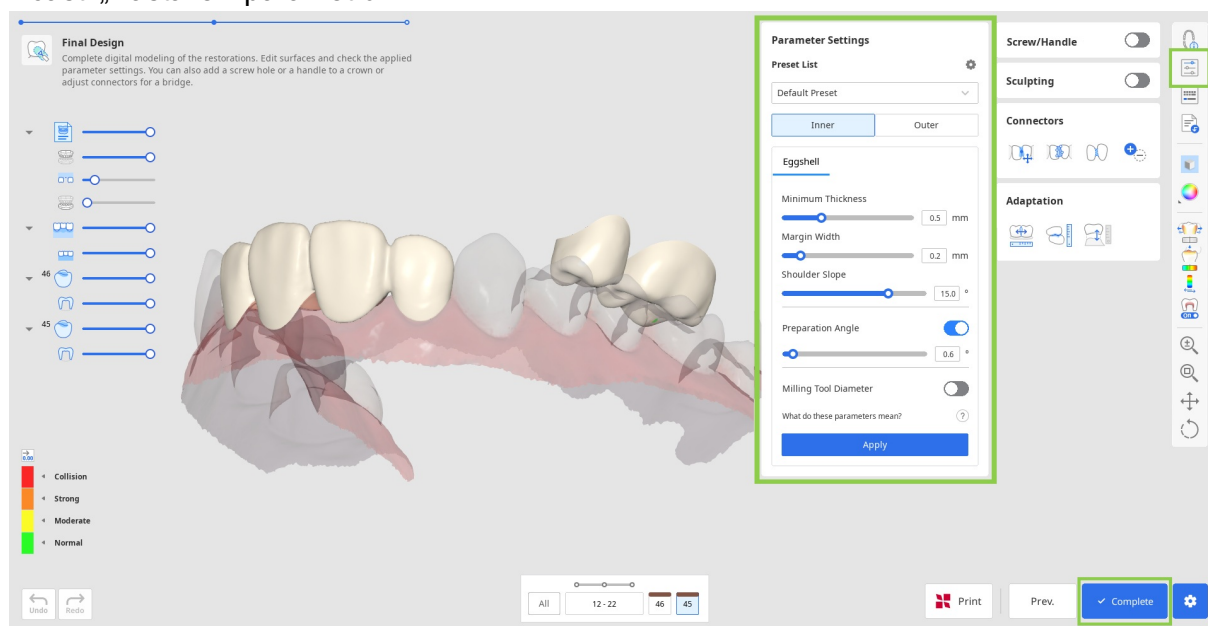 Final Design
Complete digital modeling of the restorations. Edit surfaces and check the applied
parameter settings. You can also add a screw hole or a handle to a crown or
adjust connectors for a bridge.
46
45
0.00
Collision
Strong
Moderate
Normal
Undo
Redo
All
12 - 22
46
45
Parameter Settings
Preset List
Default Preset
Inner
Outer
Eggshell
Minimum Thickness
0.5 mm
Margin Width
0.2 mm
Shoulder Slope
15.0 °
Preparation Angle
0.6 °
Milling Tool Diameter
What do these parameters mean?
?
Apply
Screw/Handle
Sculpting
Connectors
Adaptation
ON
Print
Prev.
Complete